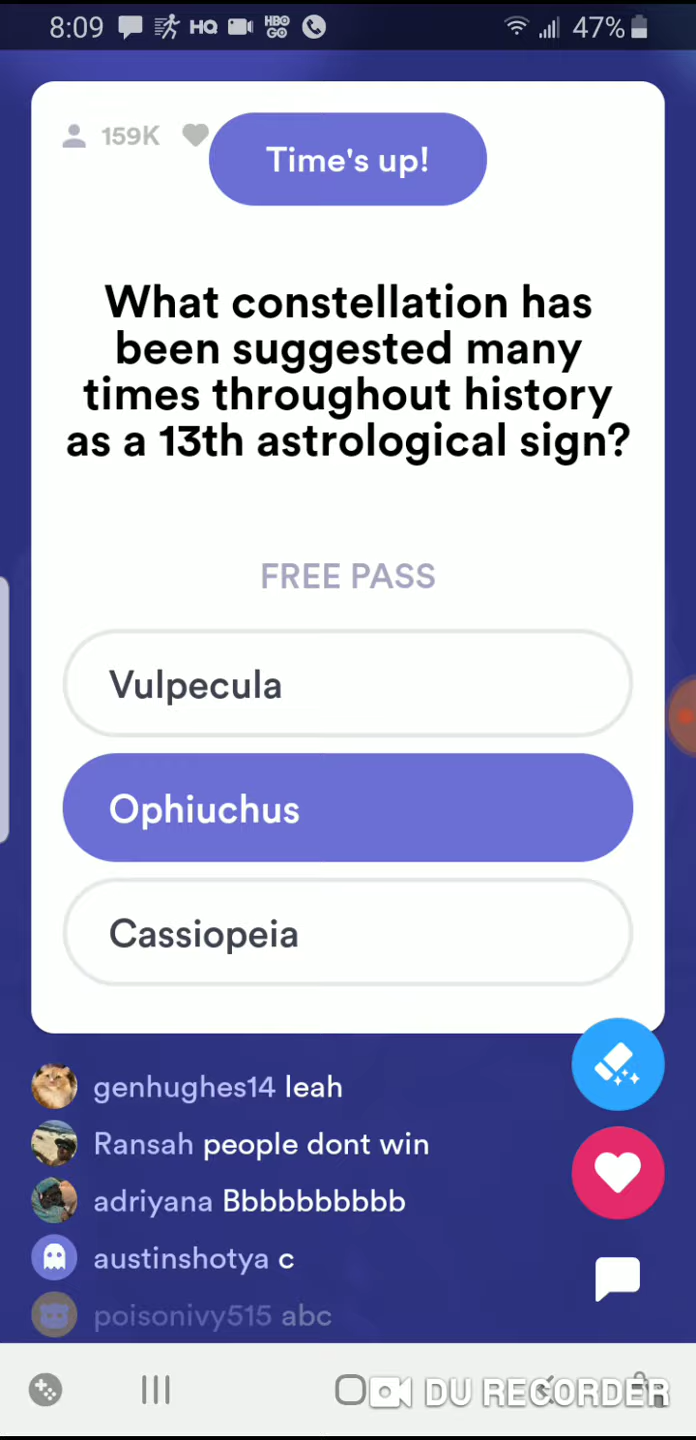 8:09 HQ HBO GO 47%
159K
Time's up!
What constellation has
been suggested many
times throughout history
as a 13th astrological sign?
FREE PASS
Vulpecula
Ophiuchus
Cassiopeia
genhughes14 leah
Ransah people dont win
adriyana Bbbbbbbbbb
austinshotya c
poisonivy515 abc
DU RECORDER